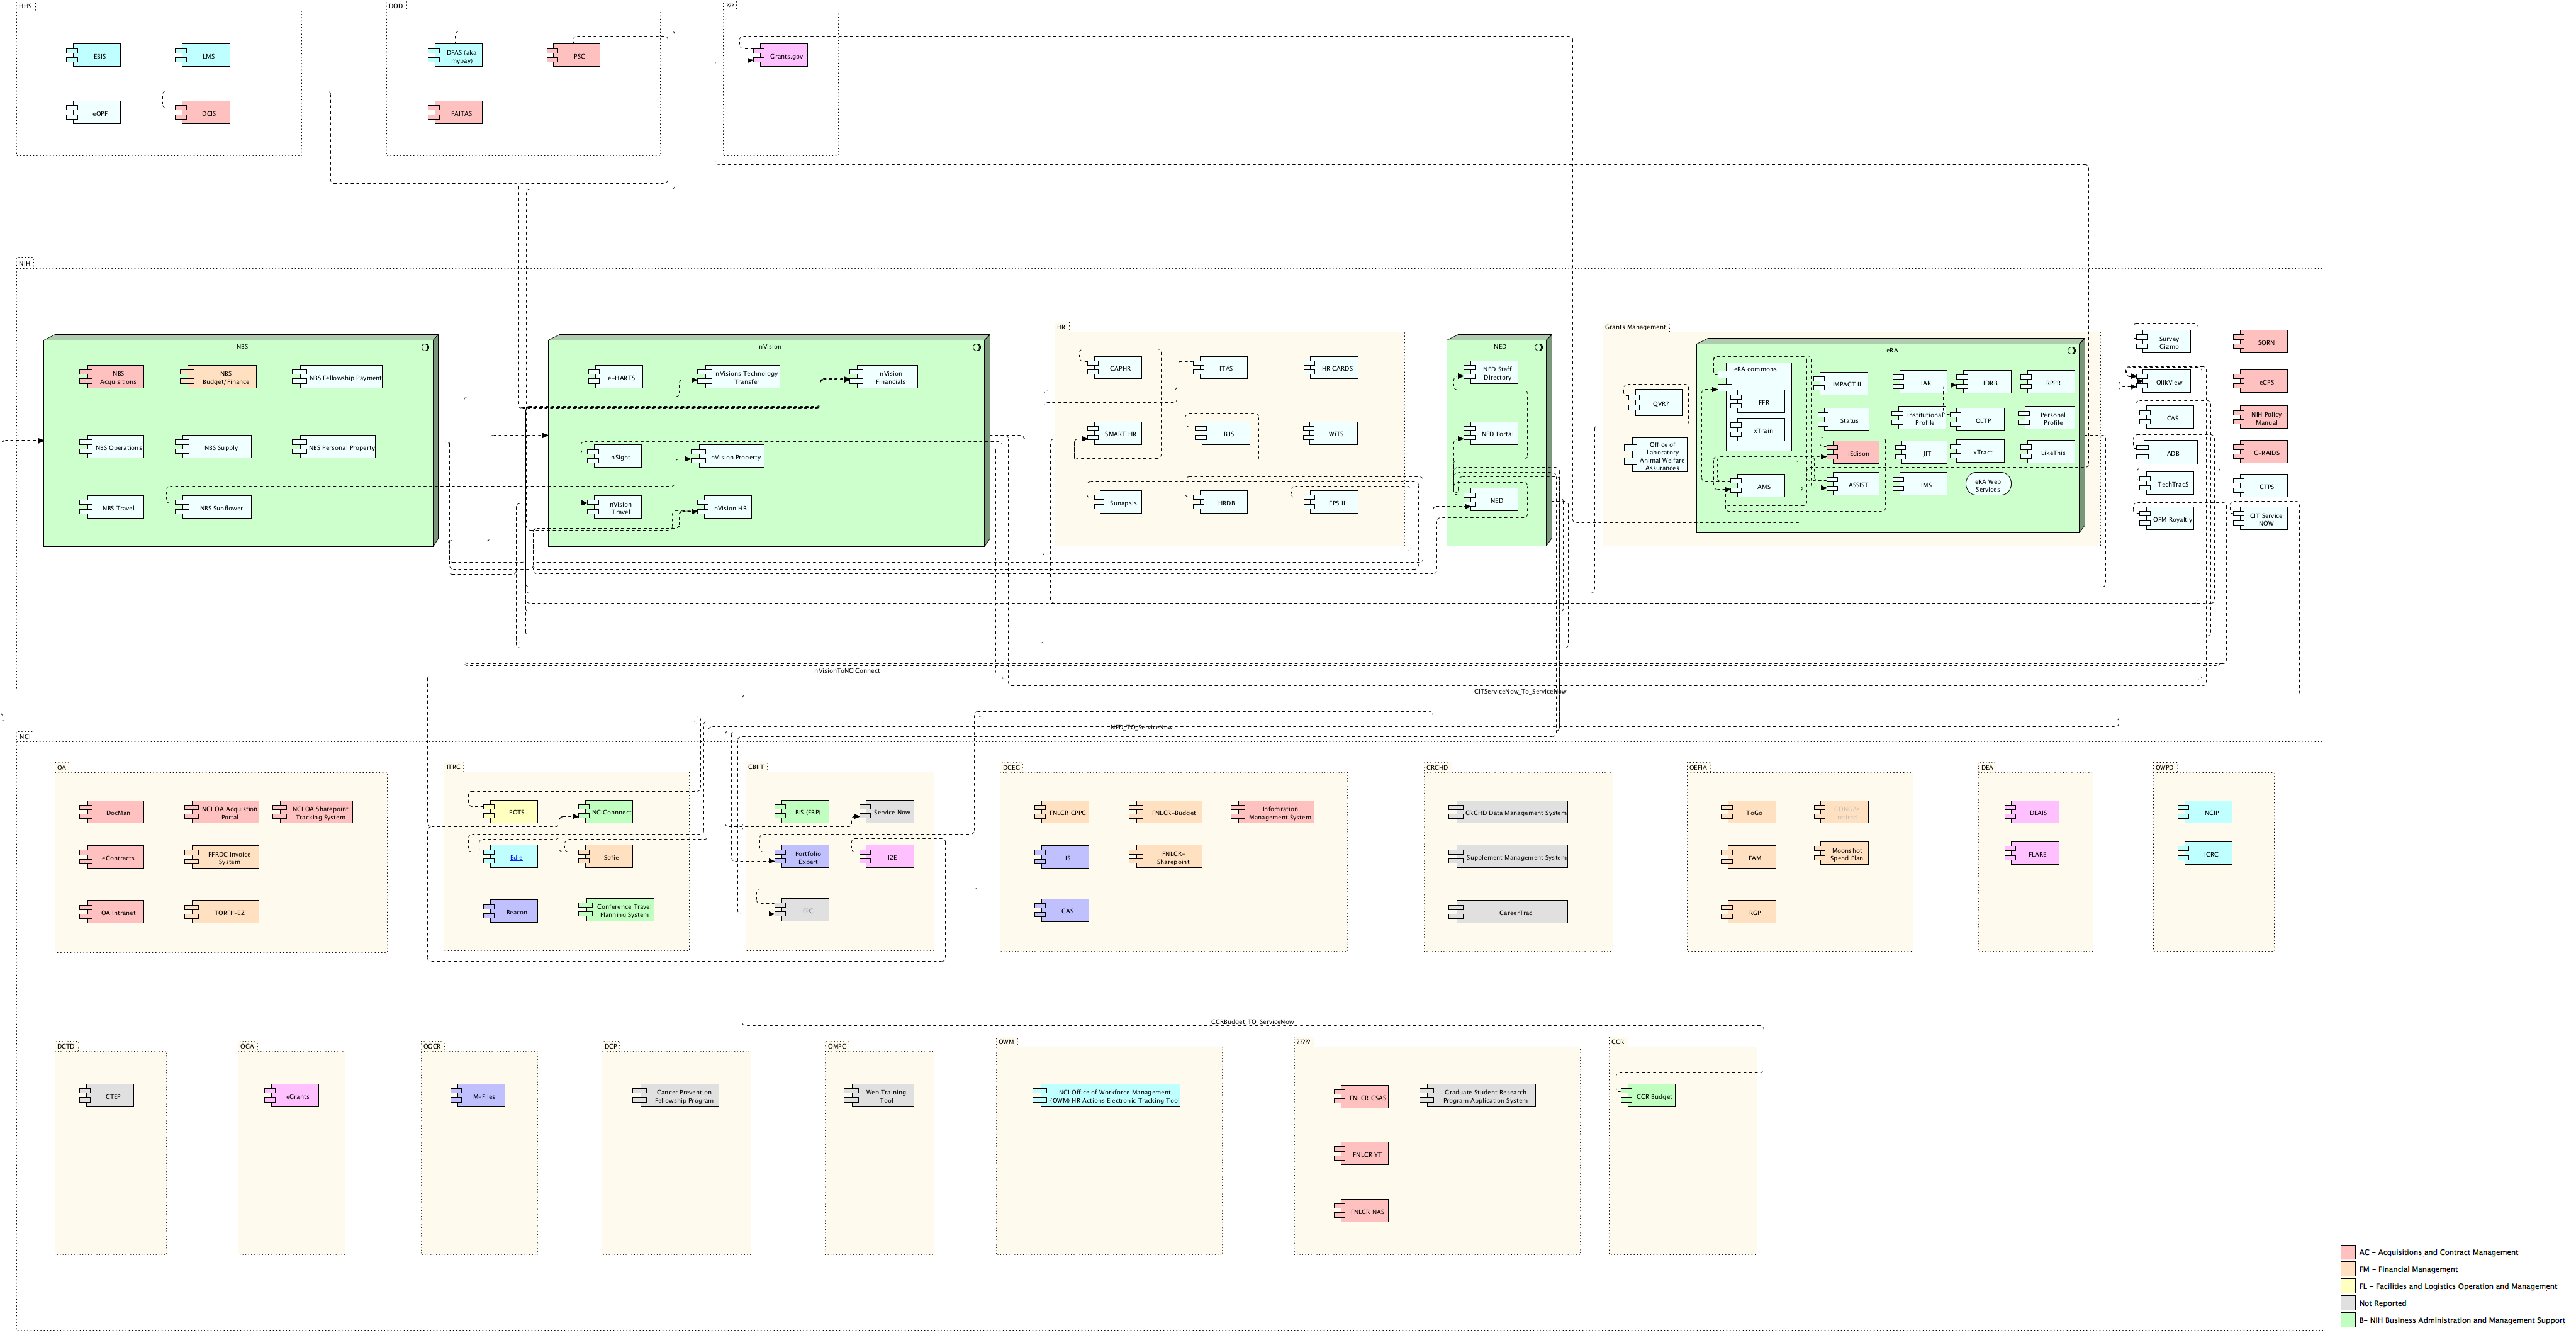 HHS
DOD
???
EBIS
LMS
DFAS (aka
mypay)
PSC
Grants.gov
eOPF
DCIS
FAITAS
NIH
HR
Grants Management
NBS
nVision
NED
eRA
NBS
Acquisitions
NBS
Budget/Finance
NBS Fellowship Payment
NBS Operations
NBS Supply
NBS Personal Property
NBS Travel
NBS Sunflower
e-HARTS
nVisions Technology
Transfer
nVision
Financials
nSight
nVision Property
nVision
Travel
nVision HR
CAPHR
ITAS
HR CARDS
SMART HR
BIIS
WiTS
Sunapsis
HRDB
FPS II
NED Staff
Directory
NED Portal
NED
QVR?
Office of
Laboratory
Animal Welfare
Assurances
eRA commons
FFR
xTrain
AMS
IMPACT II
Status
iEdison
ASSIST
IAR
Institutional
Profile
JIT
IMS
IDRB
OLTP
xTract
eRA Web
Services
RPPR
Personal
Profile
LikeThis
Survey
Gizmo
QlikView
CAS
ADB
TechTracS
OFM Royaltiy
SORN
eCPS
NIH Policy
Manual
C-RAIDS
CTPS
CIT Service
NOW
nVisionToNCIConnect
CITServiceNow_To_ServiceNow
NED_TO_ServiceNow
NCI
OA
DocMan
NCI OA Acquistion
Portal
NCI OA Sharepoint
Tracking System
eContracts
FFRDC Invoice
System
OA Intranet
TORFP-EZ
ITRC
POTS
NCiConnnect
Edie
Sofie
Beacon
Conference Travel
Planning System
CBIIT
BIS (ERP)
Service Now
Portfolio
Expert
I2E
EPC
DCEG
FNLCR CPPC
FNLCR-Budget
Infomration
Management System
IS
FNLCR-
Sharepoint
CAS
CRCHD
CRCHD Data Management System
Supplement Management System
CareerTrac
OEFIA
ToGo
FAM
Moonshot
Spend Plan
RGP
DEA
DEAIS
FLARE
OWPD
NCIP
ICRC
CCRBudget_TO_ServiceNow
DCTD
CTEP
OGA
eGrants
OGCR
M-Files
DCP
Cancer Prevention
Fellowship Program
OMPC
Web Training
Tool
OWM
NCI Office of Workforce Management
(OWM) HR Actions Electronic Tracking Tool
?????
FNLCR CSAS
Graduate Student Research
Program Application System
FNLCR YT
FNLCR NAS
CCR
CCR Budget
AC - Acquisitions and Contract Management
FM - Financial Management
FL - Facilities and Logistics Operation and Management
Not Reported
B- NIH Business Administration and Management Support